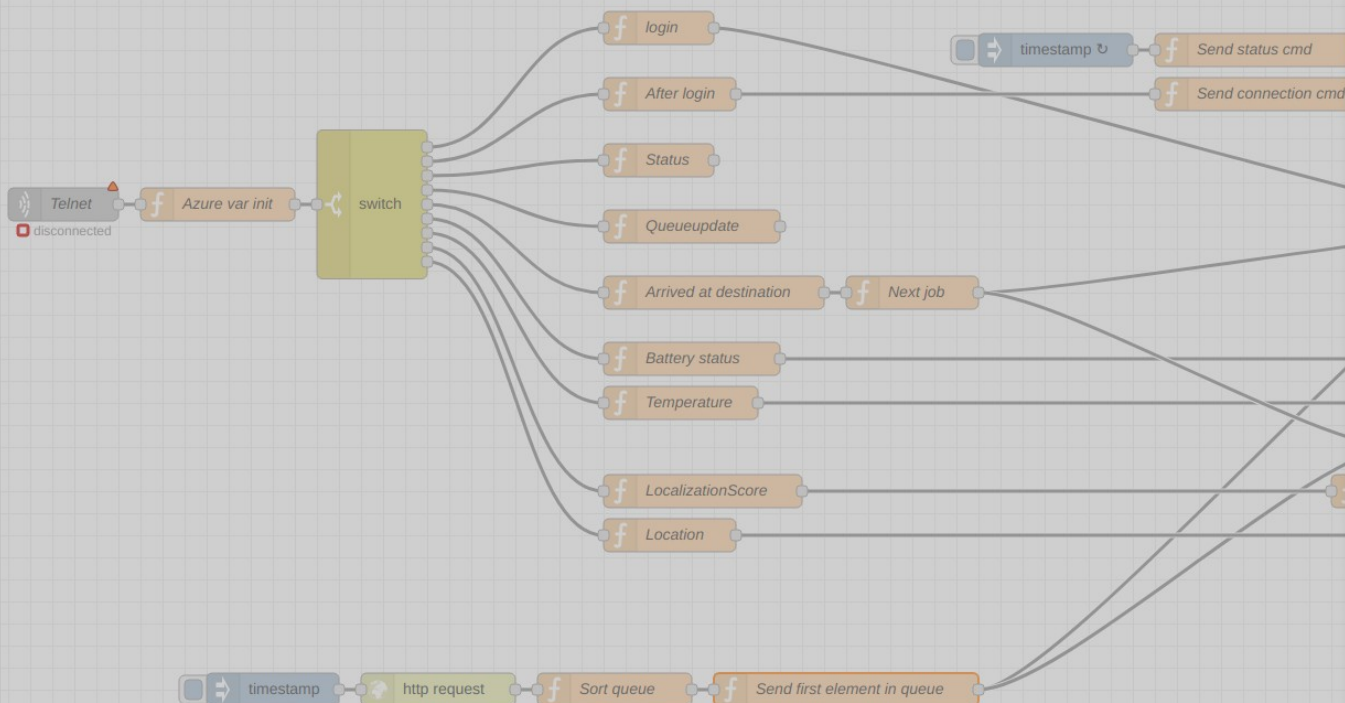 login
timestamp ↻
Send status cmd
After login
Send connection cmd
Status
Telnet
Azure var init
switch
disconnected
Queueupdate
Arrived at destination
Next job
Battery status
Temperature
LocalizationScore
Location
timestamp
http request
Sort queue
Send first element in queue